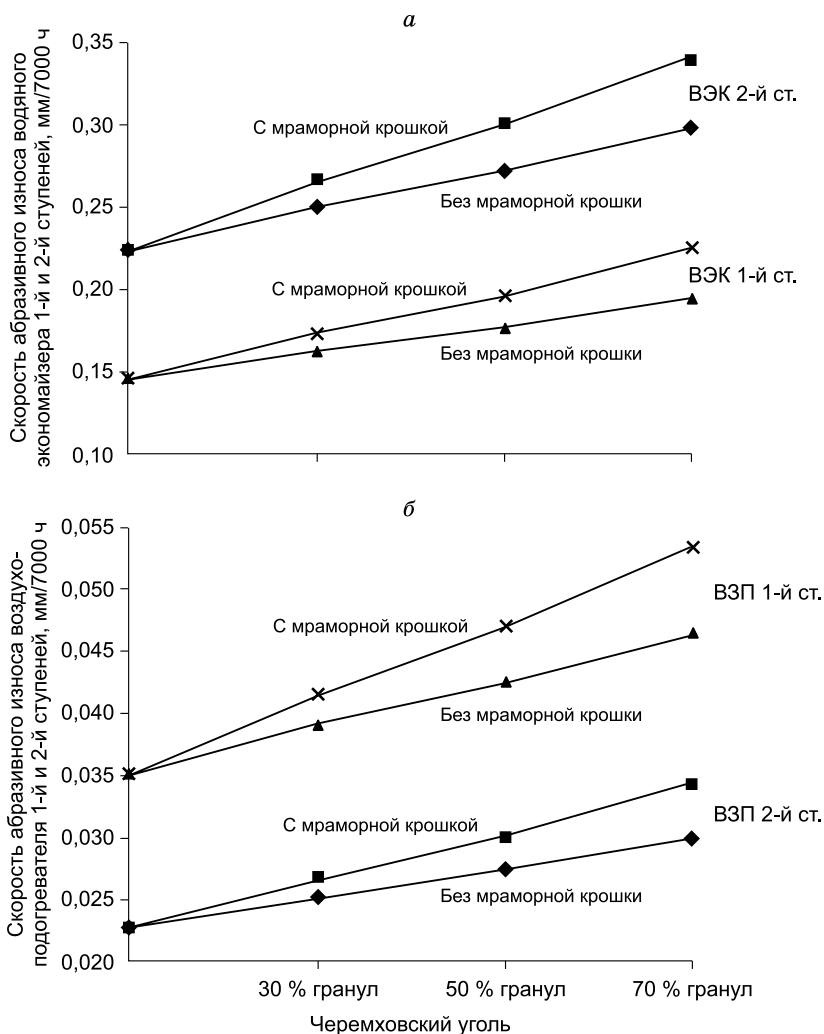 а
Скорость абразивного износа водяного
экономайзера 1-й и 2-й ступеней, мм/7000 ч
0,35
0,30
0,25
0,20
0,15
0,10
С мраморной крошкой
ВЭК 2-й ст.
Без мраморной крошки
С мраморной крошкой
ВЭК 1-й ст.
Без мраморной крошки
б
Скорость абразивного износа воздухо-
подогревателя 1-й и 2-й ступеней, мм/7000 ч
0,055
0,050
0,045
0,040
0,035
0,030
0,025
0,020
С мраморной крошкой
ВЗП 1-й ст.
Без мраморной крошки
С мраморной крошкой
ВЗП 2-й ст.
Без мраморной крошки
30 % гранул
50 % гранул
70 % гранул
Черемховский уголь